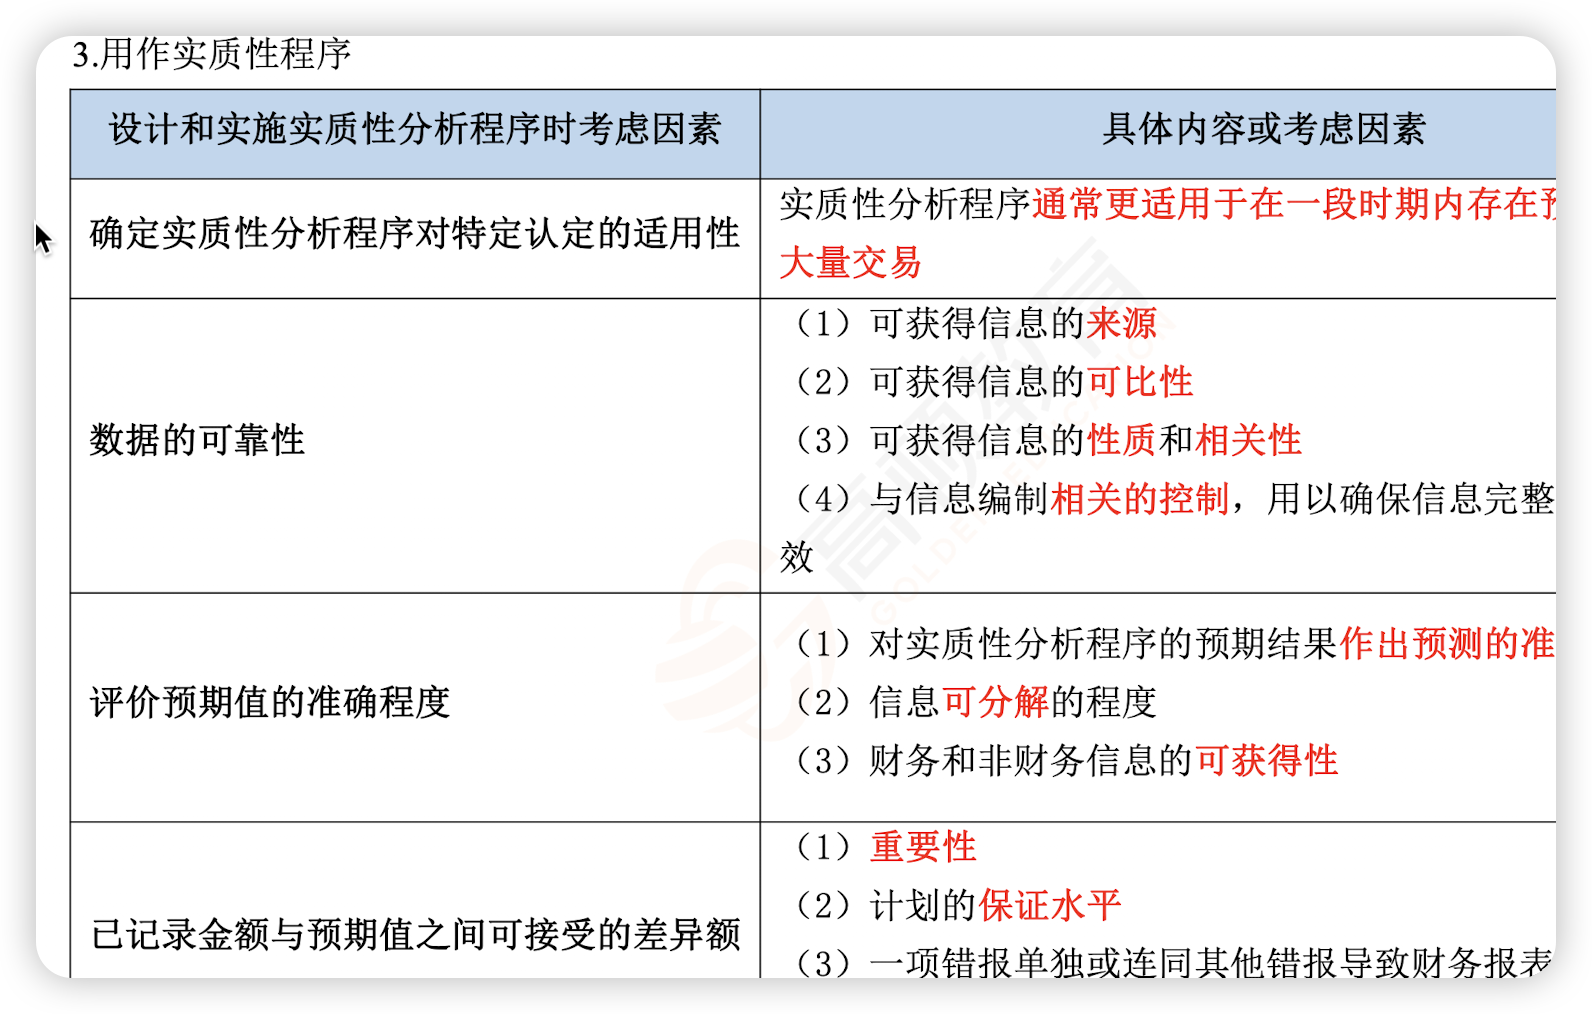 3.用作实质性程序
设计和实施实质性分析程序时考虑因素
具体内容或考虑因素
确定实质性分析程序对特定认定的适用性
实质性分析程序通常更适用于在一段时期内存在
大量交易
数据的可靠性
（1）可获得信息的来源
（2）可获得信息的可比性
（3）可获得信息的性质和相关性
（4）与信息编制相关的控制，用以确保信息完整
效
评价预期值的准确程度
（1）对实质性分析程序的预期结果作出预测的准
（2）信息可分解的程度
（3）财务和非财务信息的可获得性
已记录金额与预期值之间可接受的差异额
（1）重要性
（2）计划的保证水平
（3）一项错报单独或连同其他错报导致财务报表
高顿教育